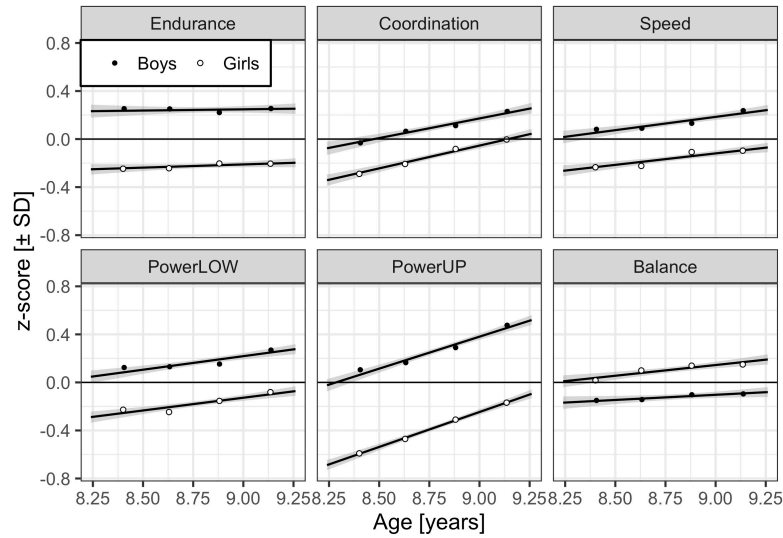 Endurance Coordination Speed
Boys Girls
0.8
0.4
0.0
-0.4
-0.8
PowerLOW PowerUP Balance
0.8
0.4
0.0
-0.4
-0.8
z-score [± SD]
8.25 8.50 8.75 9.00 9.25 8.25 8.50 8.75 9.00 9.25 8.25 8.50 8.75 9.00 9.25
Age [years]